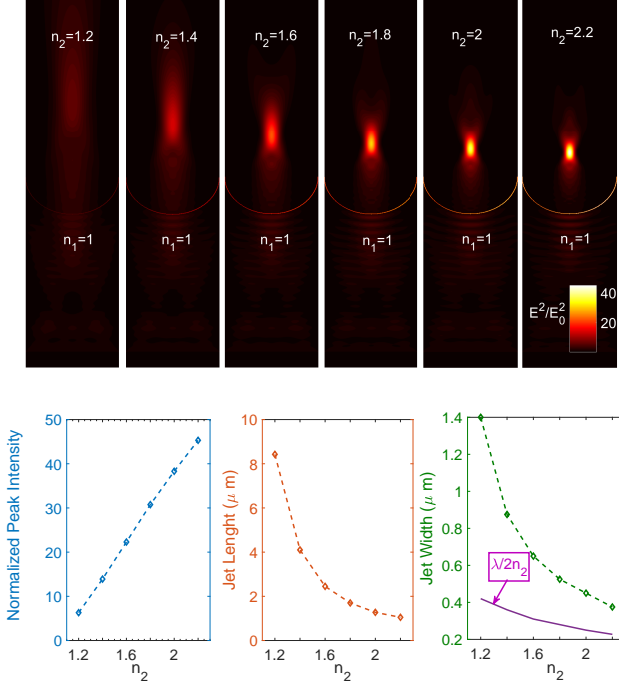 n2=1.2
n2=1.4
n2=1.6
n2=1.8
n2=2
n2=2.2
n1=1
n1=1
n1=1
n1=1
n1=1
n1=1
E²/E₀²
40
20
Normalized Peak Intensity
50
40
30
20
10
0
1.2
1.6
2
n2
Jet Lenght (μ m)
10
8
6
4
2
0
1.2
1.6
2
n2
Jet Width (μ m)
1.4
1.2
1
0.8
0.6
0.4
0.2
λ/2n2
1.2
1.6
2
n2